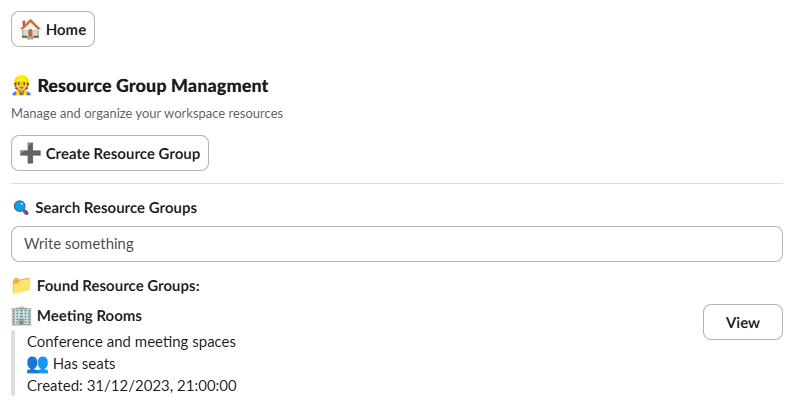 Home
Resource Group Managment
Manage and organize your workspace resources
Create Resource Group
Search Resource Groups
Write something
Found Resource Groups:
Meeting Rooms
View
Conference and meeting spaces
Has seats
Created: 31/12/2023, 21:00:00